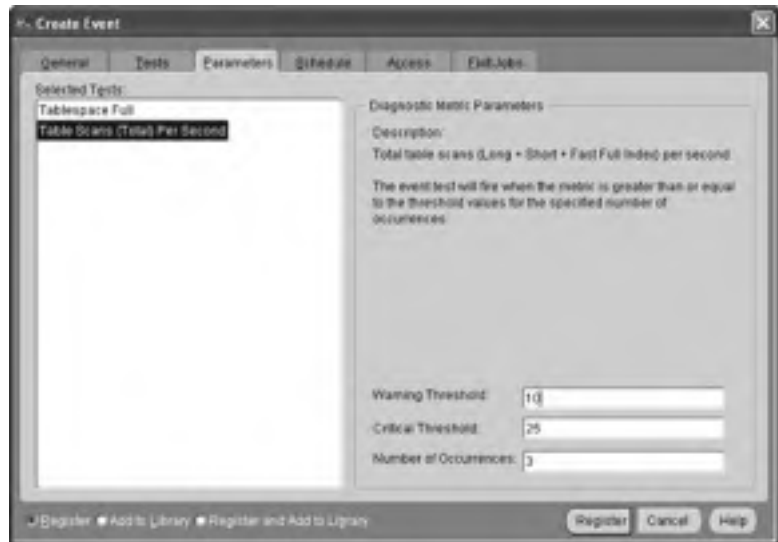 Create Event
General Tests Parameters Schedule Access Fixit Jobs
Selected Tests:
Tablespace Full
Table Scans (Total) Per Second
Diagnostic Metric Parameters
Description:
Total table scans (Long + Short + Fast Full Index) per second
The event test will fire when the metric is greater than or equal
to the threshold values for the specified number of
occurrences
Warning Threshold: 10
Critical Threshold: 25
Number of Occurrences: 3
Register Add to Library Register and Add to Library
Register Cancel Help